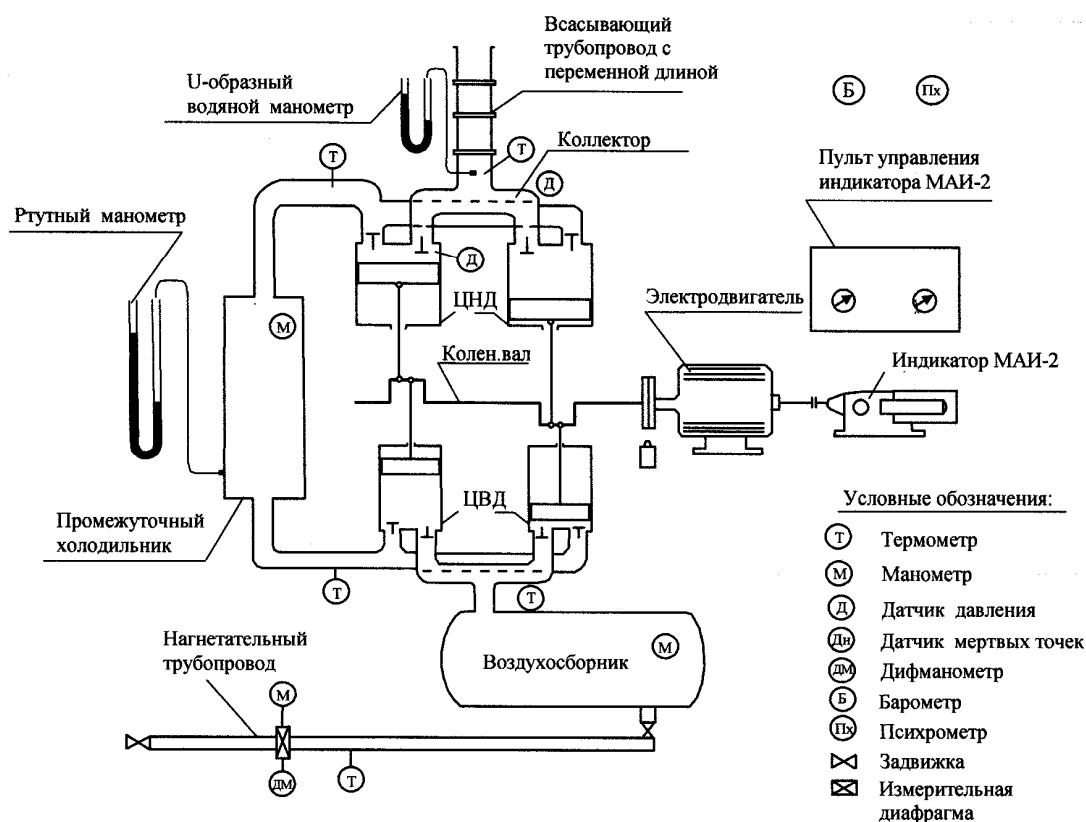 Всасывающий
трубопровод с
переменной длиной
U-образный
водяной манометр
Б
Пх
Т
Коллектор
Т
Д
Пульт управления
индикатора МАИ-2
Ртутный манометр
Д
ЦНД
Электродвигатель
М
Колен.вал
Индикатор МАИ-2
ЦВД
Условные обозначения:
Промежуточный
холодильник
Т
Термометр
М
Манометр
Т
Т
Д
Датчик давления
Нагнетательный
трубопровод
Воздухосборник
М
Дн
Датчик мертвых точек
ДМ
Дифманометр
М
Б
Барометр
Пх
Психрометр
ДМ
Т
Задвижка
Измерительная
диафрагма